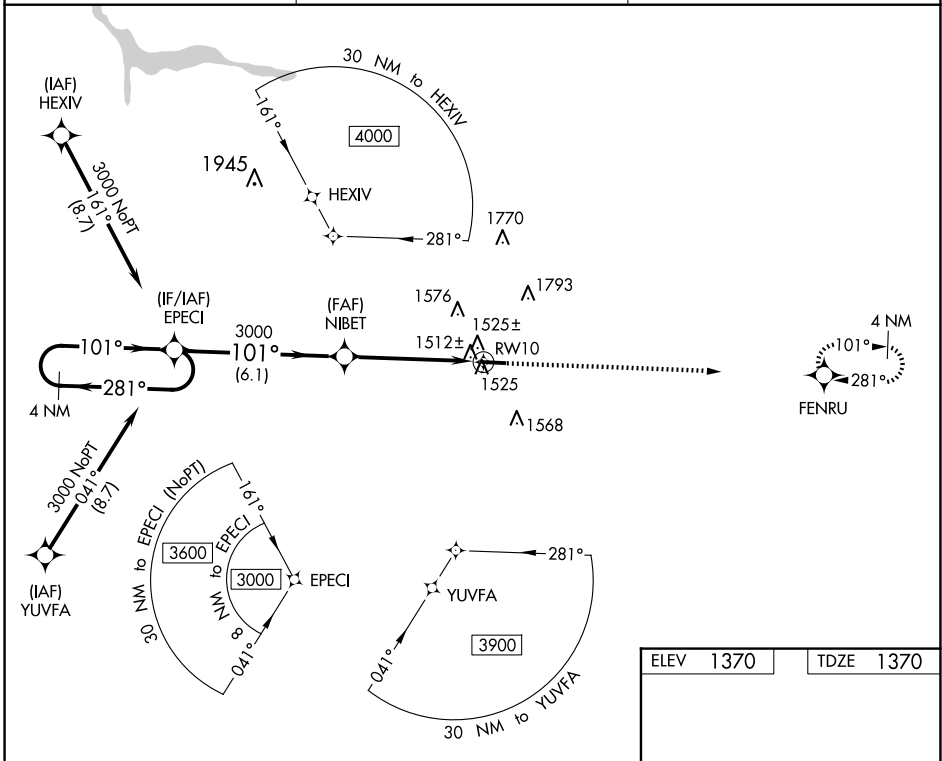 30 NM to HEXIV
161°
4000
HEXIV
281°
(IAF)
HEXIV
3000 NoPT
161°
(8.7)
1945
1770
1793
1576
1525±
1512±
RW10
1525
1568
(IF/IAF)
EPECI
(FAF)
NIBET
3000
101°
(6.1)
101°
281°
4 NM
4 NM
101°
281°
FENRU
3000 NoPT
041°
(8.7)
(IAF)
YUVFA
30 NM to EPECI (NoPT)
161°
3600
8 NM to EPECI
3000
EPECI
041°
281°
YUVFA
3900
041°
30 NM to YUVFA
ELEV 1370
TDZE 1370